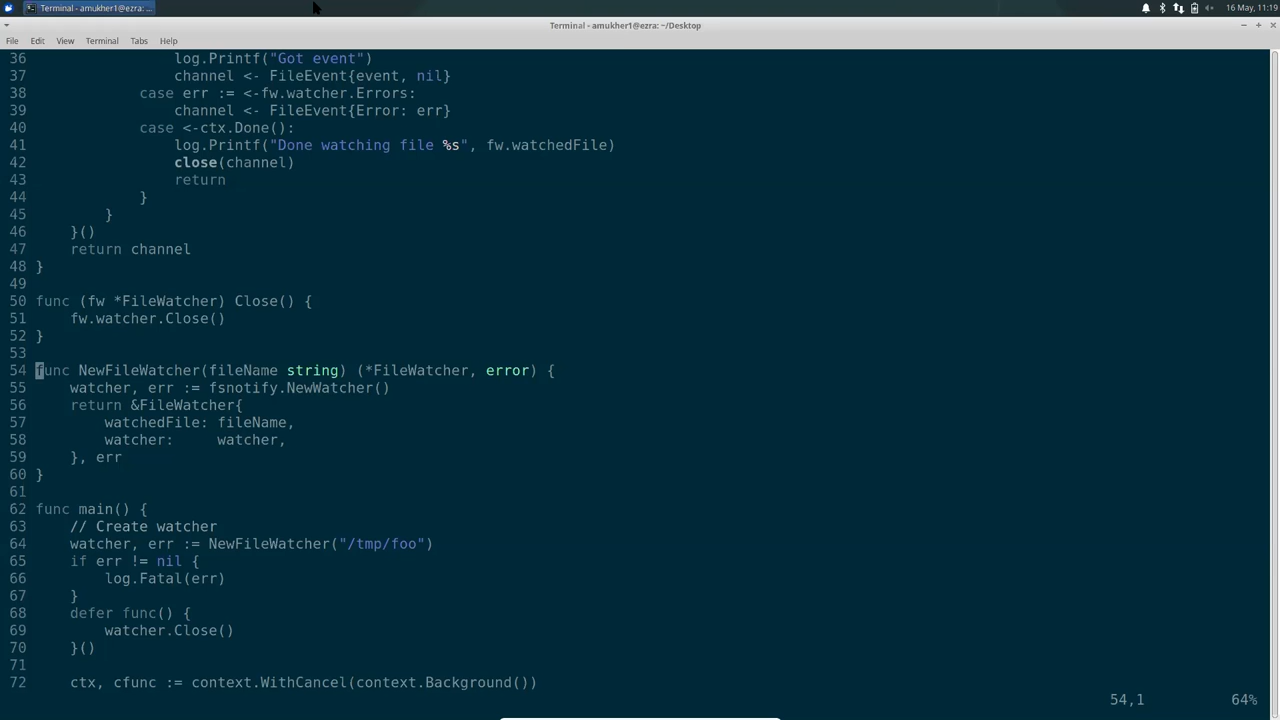 Terminal - amukher1@ezra: ...
16 May, 11:19
Terminal - amukher1@ezra: ~/Desktop
File Edit View Terminal Tabs Help
36 log.Printf("Got event")
37 channel <- FileEvent{event, nil}
38 case err := <-fw.watcher.Errors:
39 channel <- FileEvent{Error: err}
40 case <-ctx.Done():
41 log.Printf("Done watching file %s", fw.watchedFile)
42 close(channel)
43 return
44 }
45 }
46 }()
47 return channel
48 }
49
50 func (fw *FileWatcher) Close() {
51 fw.watcher.Close()
52 }
53
54 func NewFileWatcher(fileName string) (*FileWatcher, error) {
55 watcher, err := fsnotify.NewWatcher()
56 return &FileWatcher{
57 watchedFile: fileName,
58 watcher:     watcher,
59 }, err
60 }
61
62 func main() {
63 // Create watcher
64 watcher, err := NewFileWatcher("/tmp/foo")
65 if err != nil {
66 log.Fatal(err)
67 }
68 defer func() {
69 watcher.Close()
70 }()
71
72 ctx, cfunc := context.WithCancel(context.Background())
54,1 64%